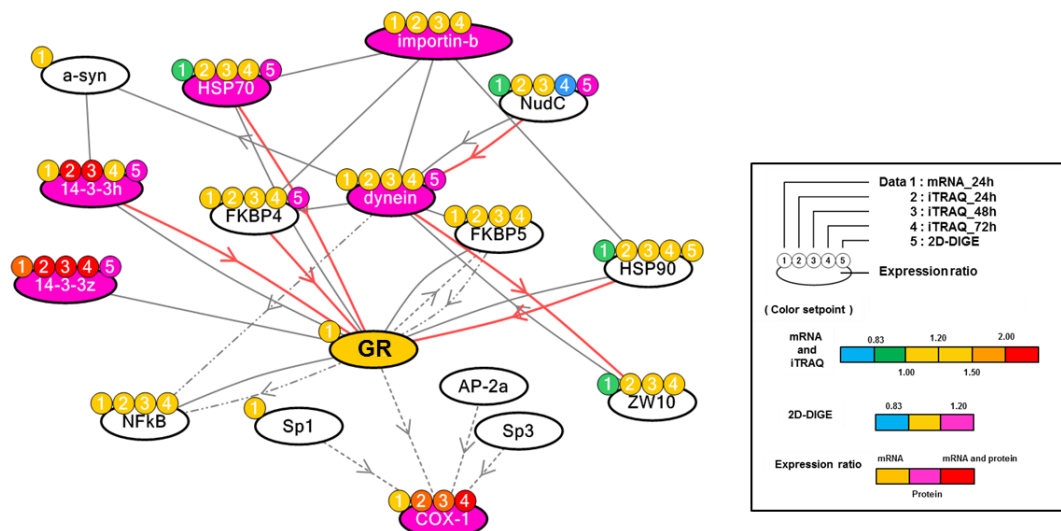 1 2 3 4
importin-b
1
a-syn
1 2 3 4 5
HSP70
1 2 3 4 5
NudC
1 2 3 4 5
14-3-3h
1 2 3 4 5
FKBP4
1 2 3 4 5
dynein
1 2 3 4
FKBP5
1 2 3 4 5
HSP90
1 2 3 4 5
14-3-3z
1
GR
1 2 3 4
NFkB
1
Sp1
AP-2a
Sp3
1 2 3 4
ZW10
1 2 3 4
COX-1
Data 1 : mRNA_24h
2 : iTRAQ_24h
3 : iTRAQ_48h
4 : iTRAQ_72h
5 : 2D-DIGE
1 2 3 4 5
Expression ratio
( Color setpoint )
mRNA
and
iTRAQ
0.83 1.20 2.00
1.00 1.50
2D-DIGE
0.83 1.20
Expression ratio
mRNA mRNA and protein
Protein